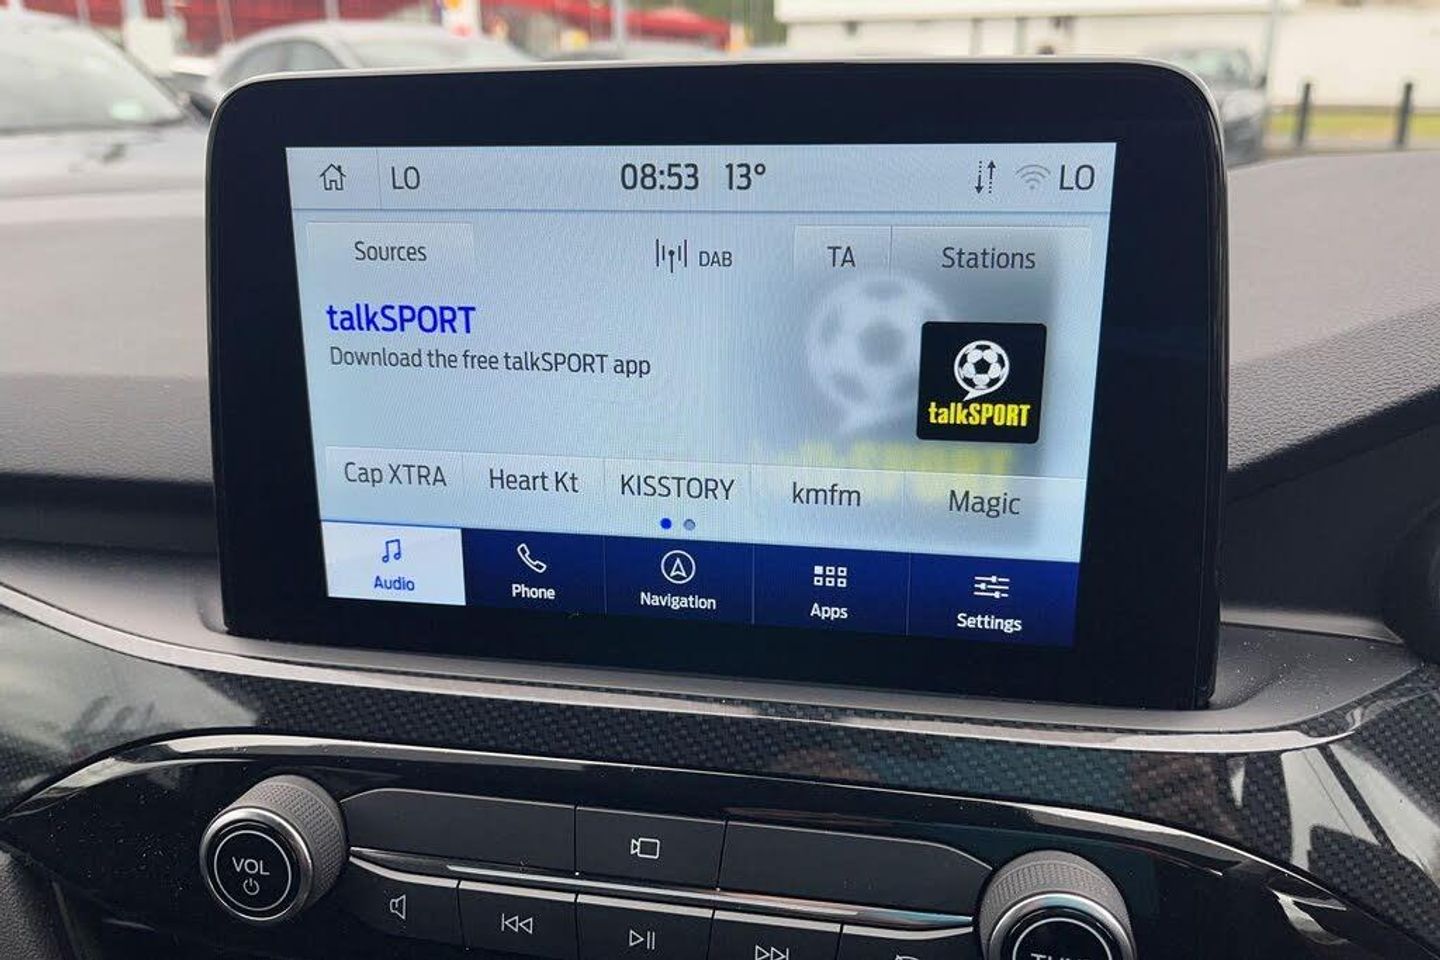 LO 08:53 13° LO
Sources DAB TA Stations
talkSPORT
Download the free talkSPORT app
talkSPORT
Cap XTRA Heart Kt KISSTORY kmfm Magic
Audio Phone Navigation Apps Settings
VOL